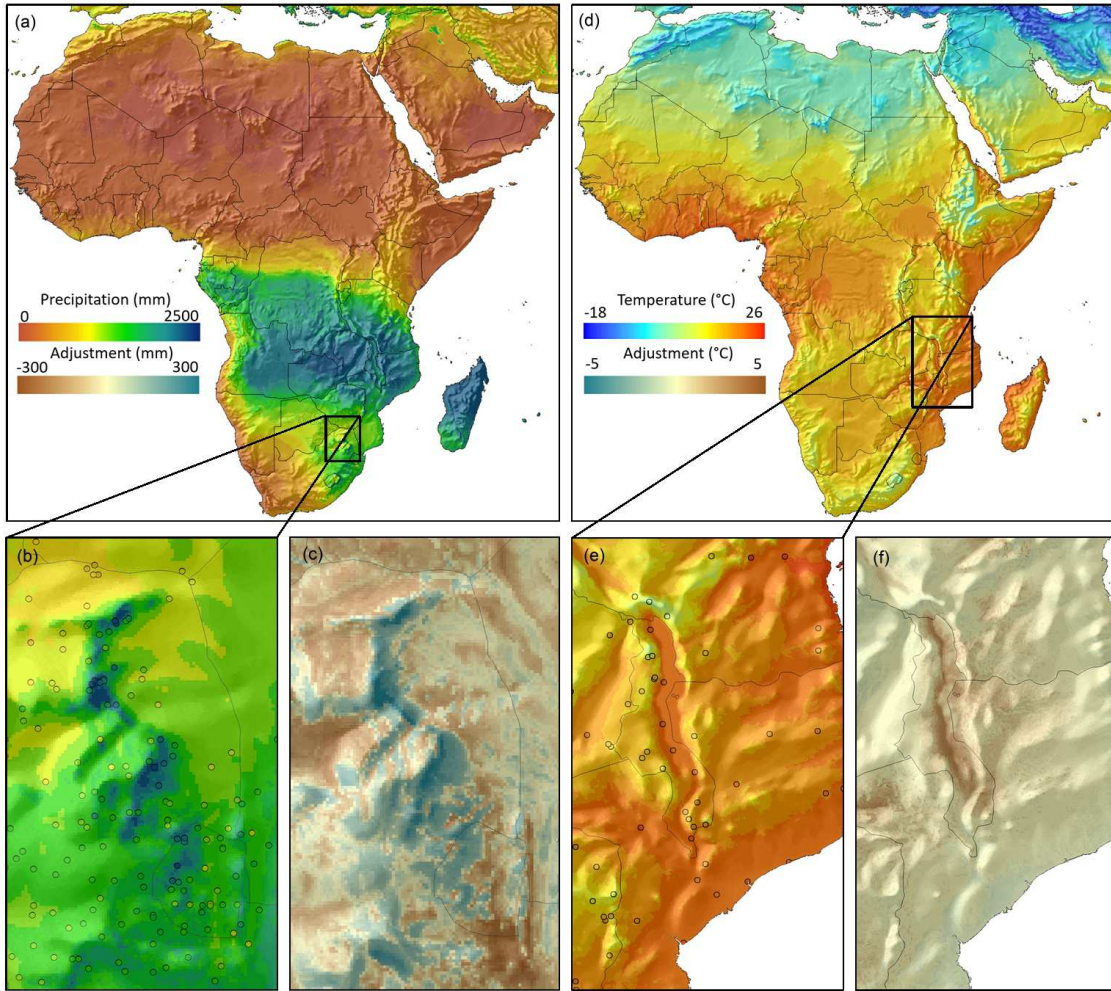 (a)
Precipitation (mm)
0 2500
Adjustment (mm)
-300 300
(d)
Temperature (°C)
-18 26
Adjustment (°C)
-5 5
(b)
(c)
(e)
(f)